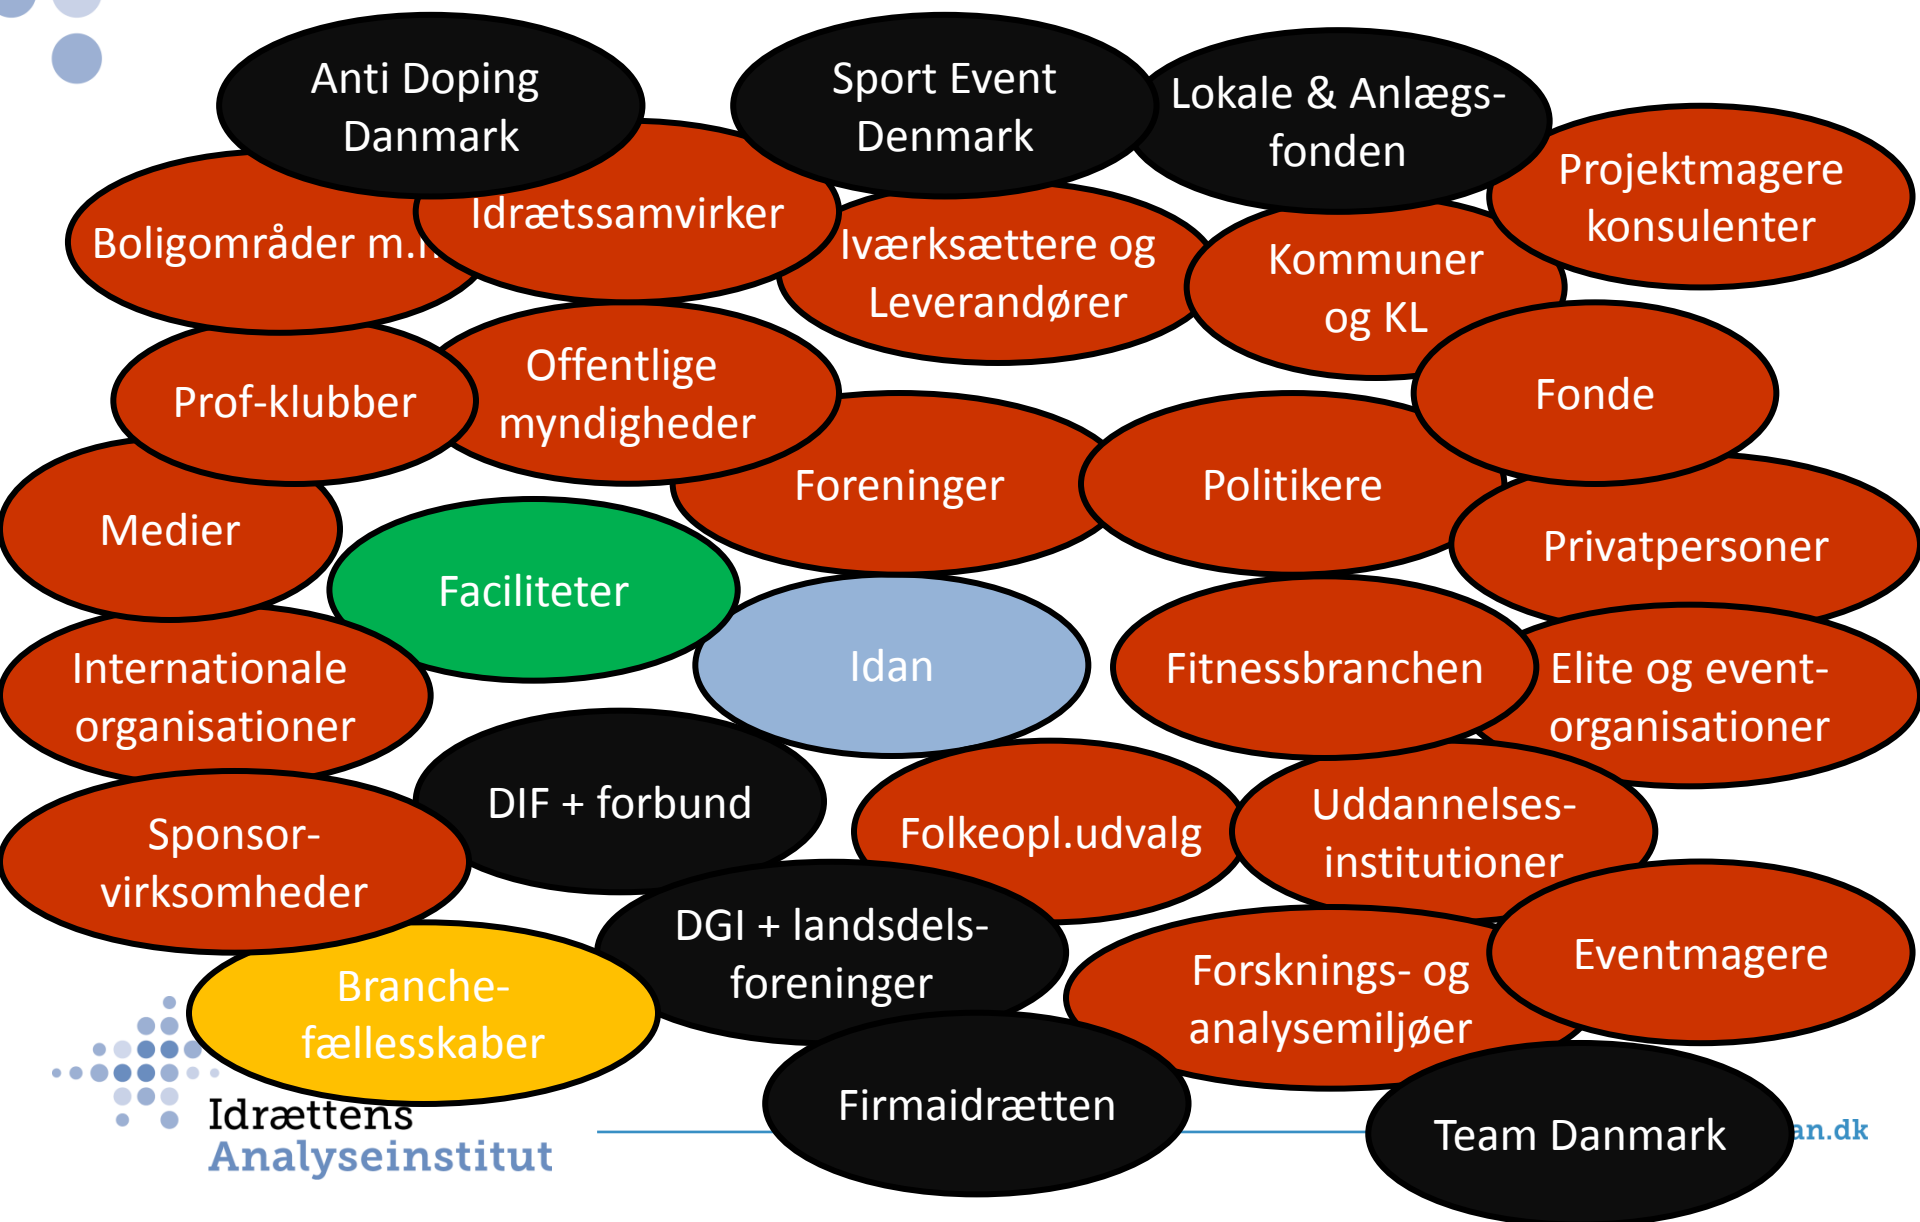 Anti Doping
Danmark
Sport Event
Denmark
Lokale & Anlægs-
fonden
Projektmagere
konsulenter
Boligområder
Idrætssamvirker
Iværksættere og
Leverandører
Kommuner
og KL
Prof-klubber
Offentlige
myndigheder
Fonde
Foreninger
Politikere
Medier
Privatpersoner
Faciliteter
Idan
Fitnessbranchen
Internationale
organisationer
Elite og event-
organisationer
DIF + forbund
Folkeopl.udvalg
Uddannelses-
institutioner
Sponsor-
virksomheder
DGI + landsdels-
foreninger
Forsknings- og
analysemiljøer
Eventmagere
Branche-
fællesskaber
Firmaidrætten
Team Danmark
an.dk
Idrættens
Analyseinstitut